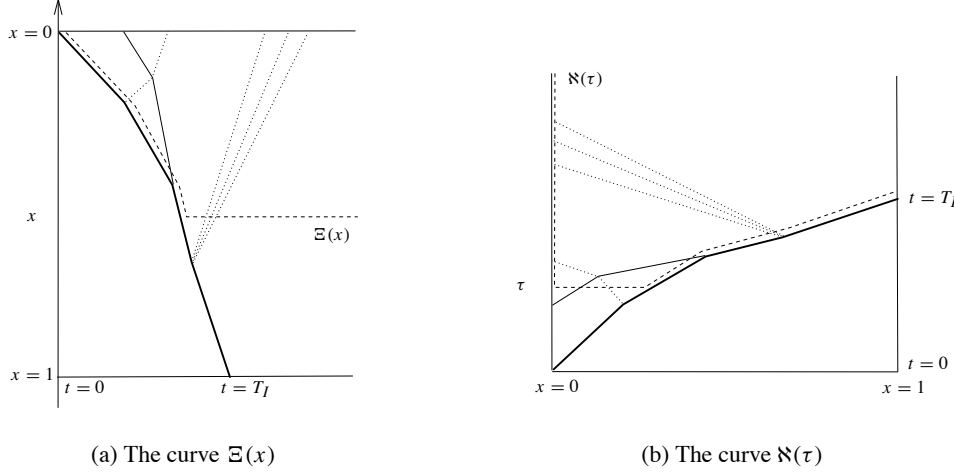 x = 0
x
Ξ(x)
x = 1
t = 0
t = T_I
(a) The curve Ξ(x)
ℵ(τ)
t = T_I
τ
t = 0
x = 0
x = 1
(b) The curve ℵ(τ)